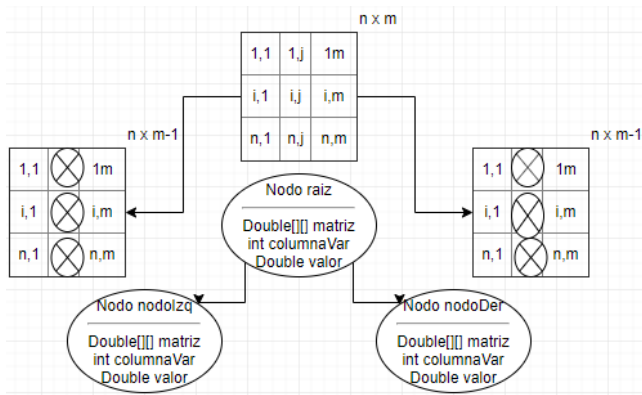 n x m
1,1 1,j 1m
i,1 i,j i,m
n,1 n,j n,m
n x m-1
1,1 1m
i,1 i,m
n,1 n,m
n x m-1
1,1 1m
i,1 i,m
n,1 n,m
Nodo raiz
Double[][] matriz
int columnaVar
Double valor
Nodo nodoIzq
Double[][] matriz
int columnaVar
Double valor
Nodo nodoDer
Double[][] matriz
int columnaVar
Double valor